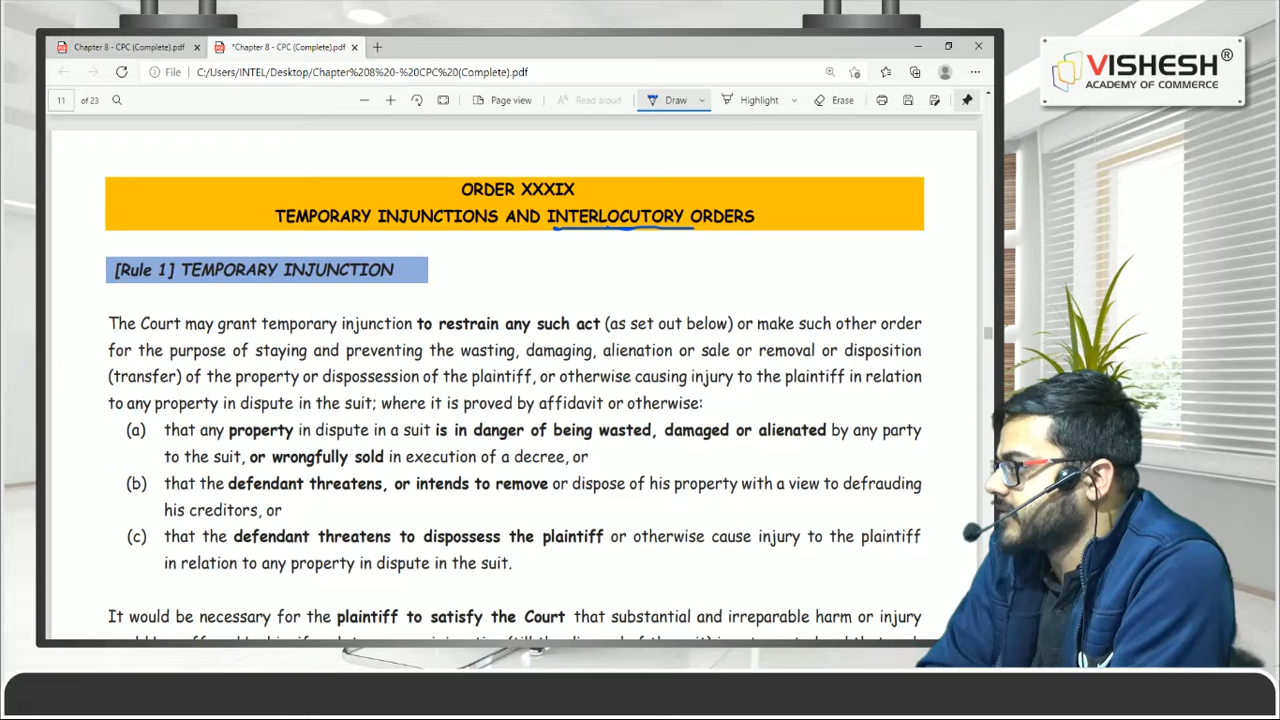 Chapter 8 - CPC (Complete).pdf
*Chapter 8 - CPC (Complete).pdf
File
C:/Users/INTEL/Desktop/Chapter%208%20-%20CPC%20(Complete).pdf
11 of 23
Page view
Read aloud
Draw
Highlight
Erase
VISHESH®
ACADEMY OF COMMERCE
ORDER XXXIX
TEMPORARY INJUNCTIONS AND INTERLOCUTORY ORDERS
[Rule 1] TEMPORARY INJUNCTION
The Court may grant temporary injunction to restrain any such act (as set out below) or make such other order
for the purpose of staying and preventing the wasting, damaging, alienation or sale or removal or disposition
(transfer) of the property or dispossession of the plaintiff, or otherwise causing injury to the plaintiff in relation
to any property in dispute in the suit; where it is proved by affidavit or otherwise:
(a) that any property in dispute in a suit is in danger of being wasted, damaged or alienated by any party
to the suit, or wrongfully sold in execution of a decree, or
(b) that the defendant threatens, or intends to remove or dispose of his property with a view to defrauding
his creditors, or
(c) that the defendant threatens to dispossess the plaintiff or otherwise cause injury to the plaintiff
in relation to any property in dispute in the suit.
It would be necessary for the plaintiff to satisfy the Court that substantial and irreparable harm or injury